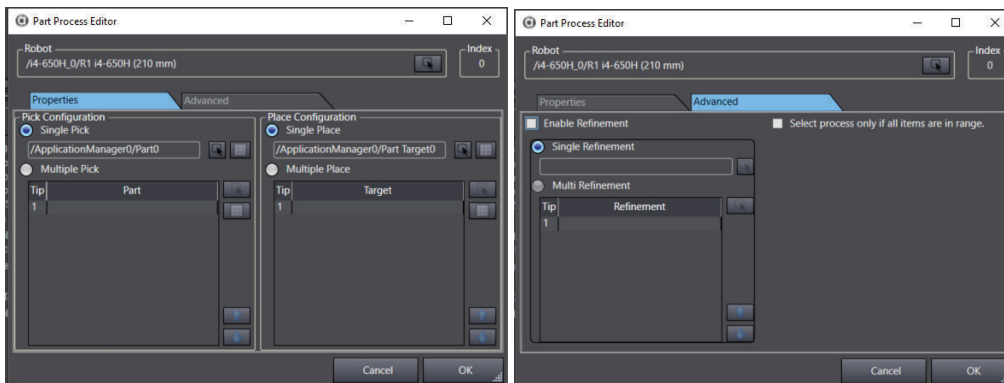 Part Process Editor
Robot
/i4-650H_0/R1 i4-650H (210 mm)
Index
0
Properties
Advanced
Pick Configuration
Single Pick
/ApplicationManager0/Part0
Multiple Pick
Tip Part
1
Place Configuration
Single Place
/ApplicationManager0/Part Target0
Multiple Place
Tip Target
1
Cancel
OK
Part Process Editor
Robot
/i4-650H_0/R1 i4-650H (210 mm)
Index
0
Properties
Advanced
Enable Refinement
Select process only if all items are in range.
Single Refinement
Multi Refinement
Tip Refinement
1
Cancel
OK